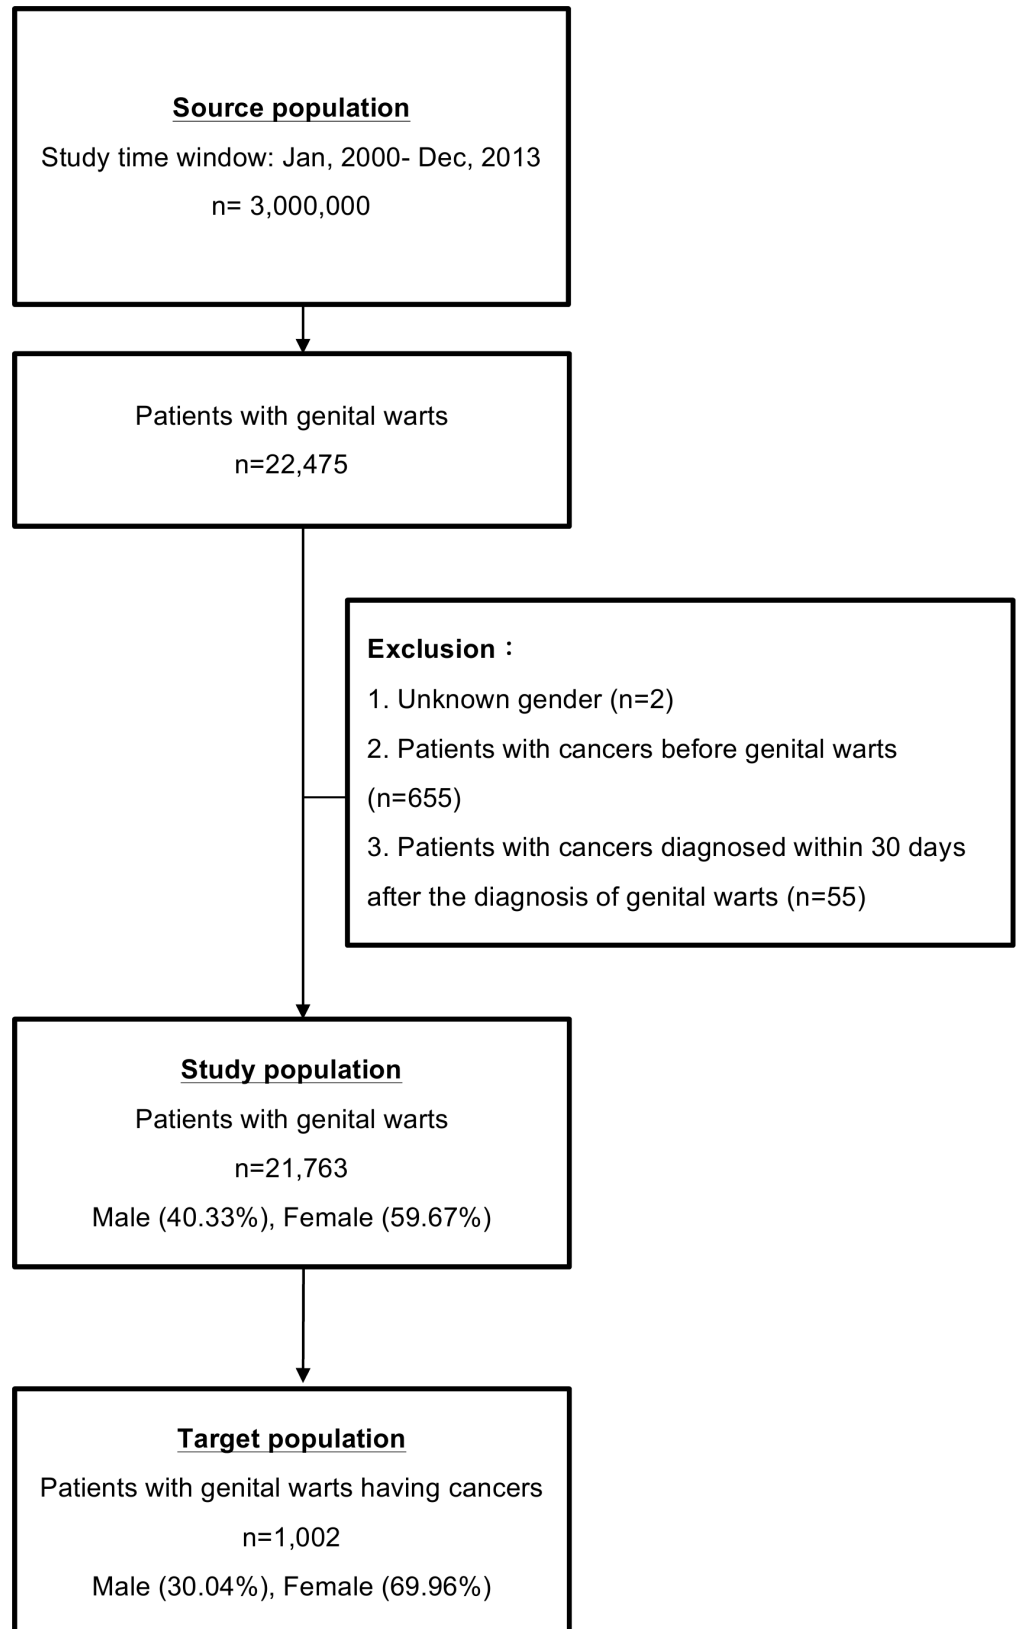 Source population
Study time window: Jan, 2000- Dec, 2013
n= 3,000,000
Patients with genital warts
n=22,475
Exclusion：
1. Unknown gender (n=2)
2. Patients with cancers before genital warts
(n=655)
3. Patients with cancers diagnosed within 30 days
after the diagnosis of genital warts (n=55)
Study population
Patients with genital warts
n=21,763
Male (40.33%), Female (59.67%)
Target population
Patients with genital warts having cancers
n=1,002
Male (30.04%), Female (69.96%)